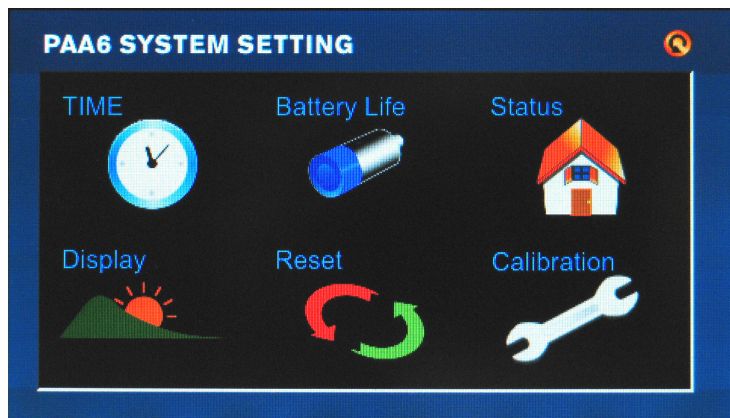 PAA6 SYSTEM SETTING
TIME
Battery Life
Status
Display
Reset
Calibration